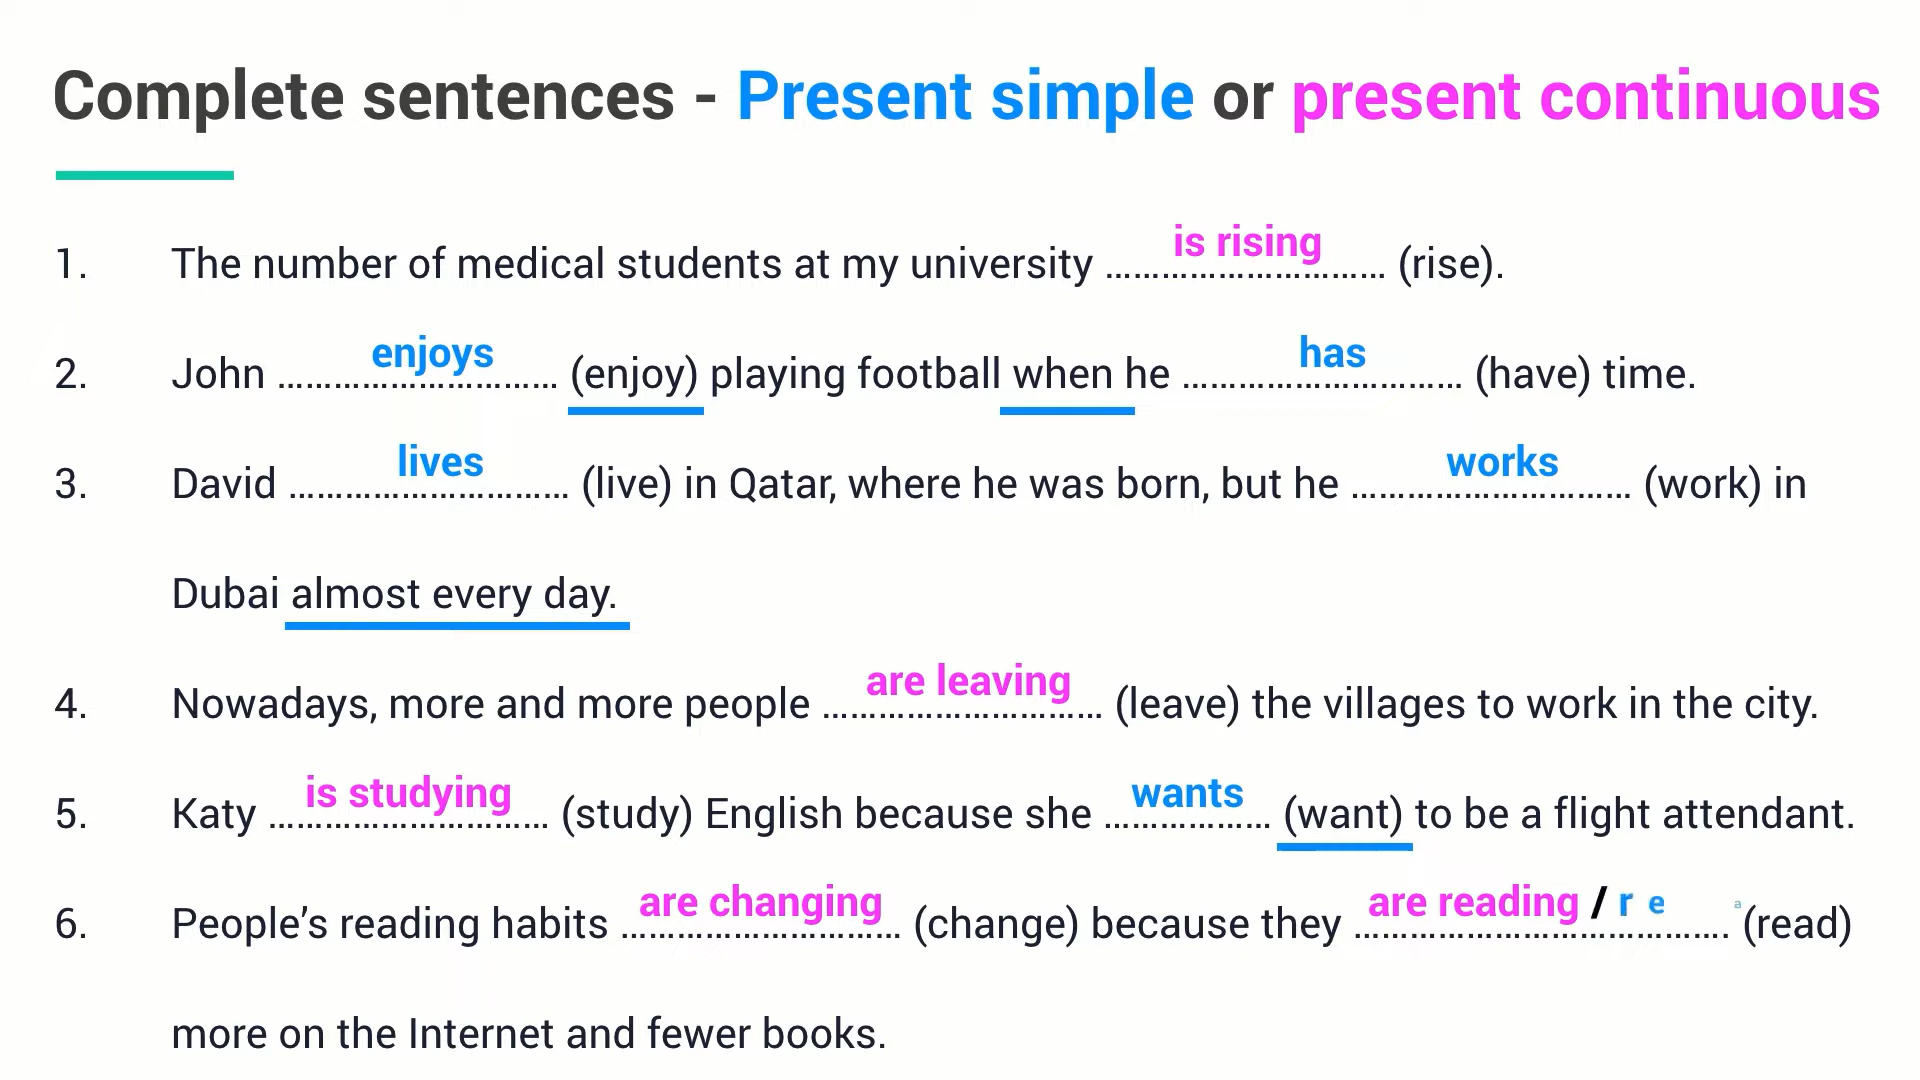 Complete sentences - Present simple or present continuous
1. The number of medical students at my university ........is rising........ (rise).
2. John ........enjoys........ (enjoy) playing football when he ........has........ (have) time.
3. David ........lives........ (live) in Qatar, where he was born, but he ........works........ (work) in
Dubai almost every day.
4. Nowadays, more and more people ........are leaving........ (leave) the villages to work in the city.
5. Katy ........is studying........ (study) English because she ........wants........ (want) to be a flight attendant.
6. People’s reading habits ........are changing........ (change) because they ........are reading / r e a........ (read)
more on the Internet and fewer books.